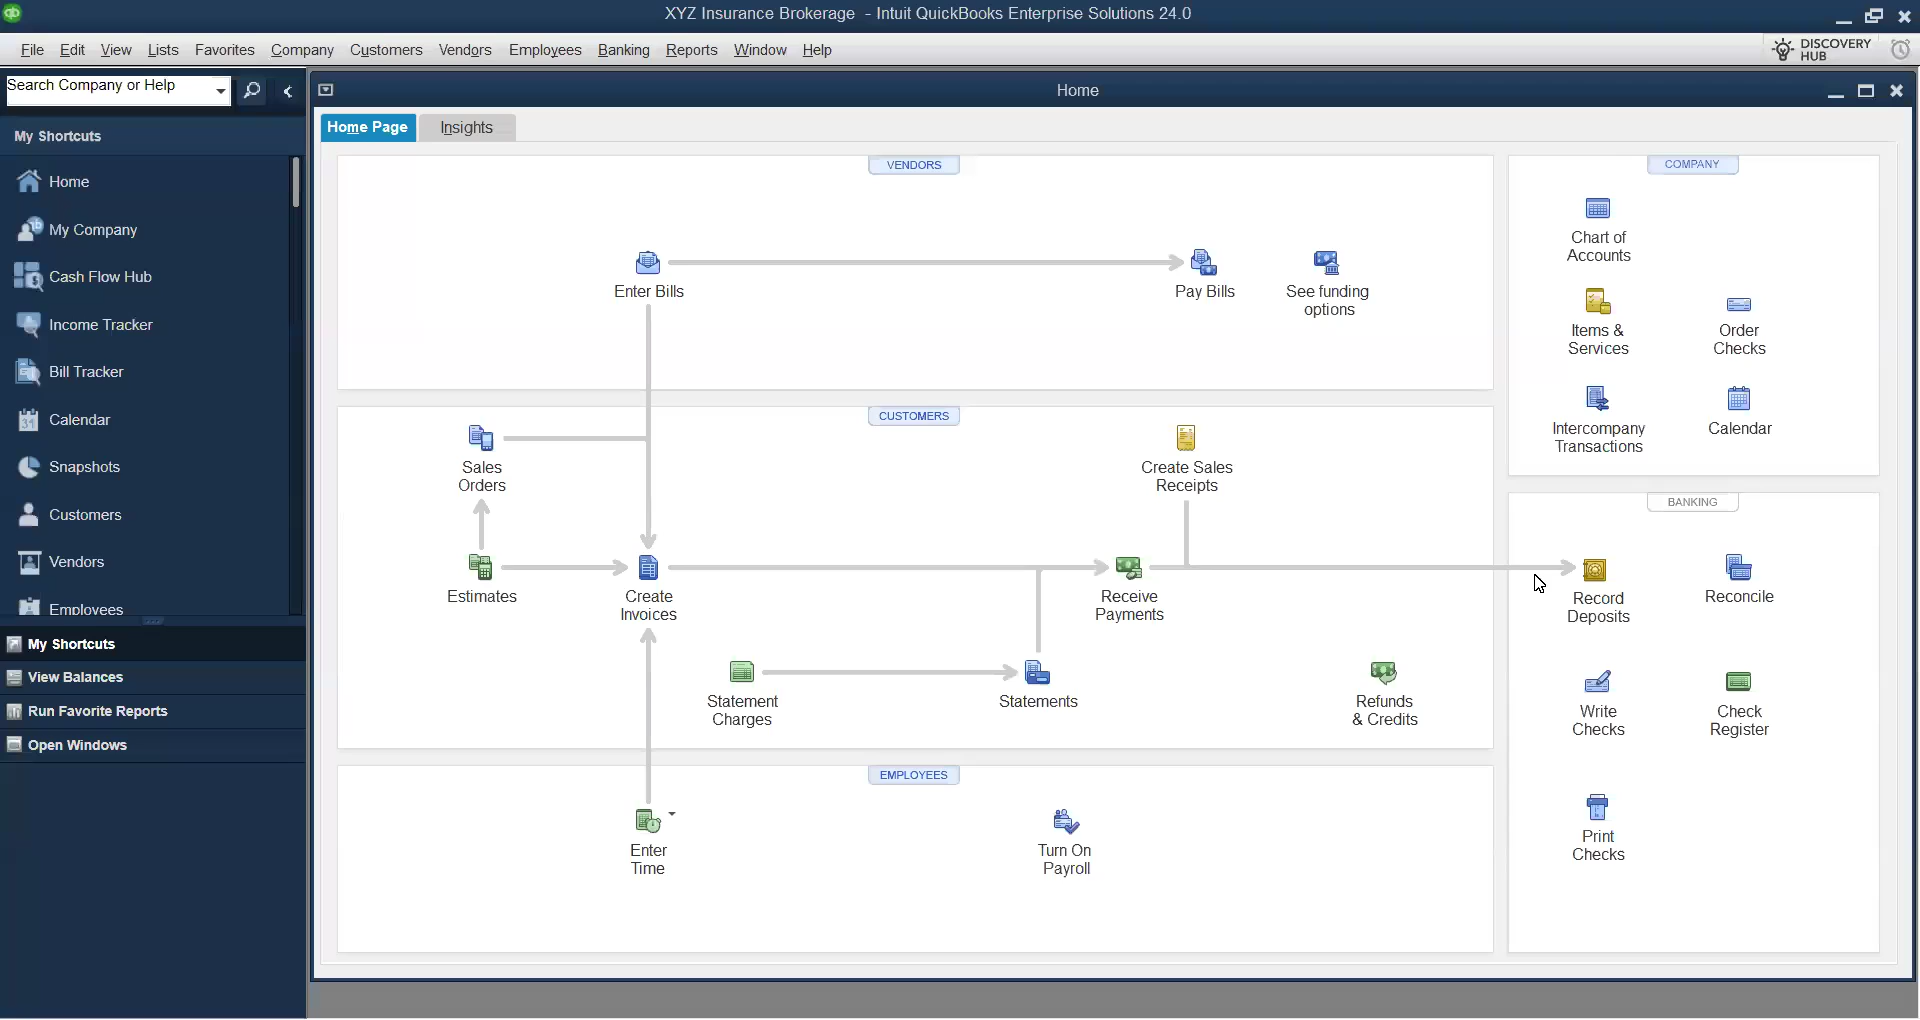 XYZ Insurance Brokerage - Intuit QuickBooks Enterprise Solutions 24.0
File Edit View Lists Favorites Company Customers Vendors Employees Banking Reports Window Help
DISCOVERY
HUB
Search Company or Help
My Shortcuts
Home
My Company
Cash Flow Hub
Income Tracker
Bill Tracker
31
Calendar
Snapshots
Customers
Vendors
Employees
My Shortcuts
View Balances
Run Favorite Reports
Open Windows
Home
Home Page
Insights
VENDORS
Enter Bills
Pay Bills
See funding
options
CUSTOMERS
Sales
Orders
Create Sales
Receipts
Estimates
Create
Invoices
Receive
Payments
Statement
Charges
Statements
Refunds
& Credits
EMPLOYEES
Enter
Time
Turn On
Payroll
COMPANY
Chart of
Accounts
Items &
Services
Order
Checks
Intercompany
Transactions
Calendar
BANKING
Record
Deposits
Reconcile
Write
Checks
Check
Register
Print
Checks